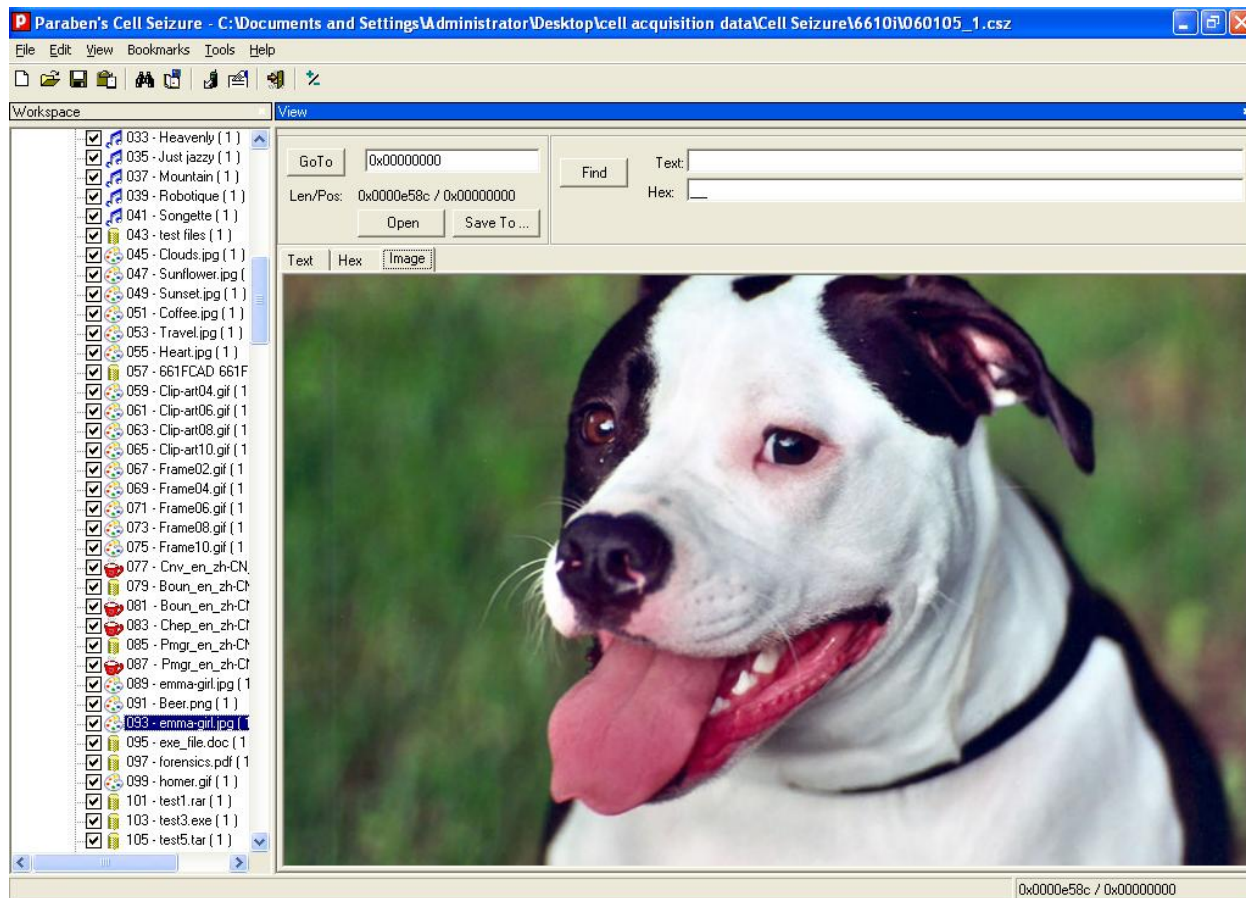 Paraben's Cell Seizure - C:\Documents and Settings\Administrator\Desktop\cell acquisition data\Cell Seizure\6610i\060105_1.csz
File Edit View Bookmarks Tools Help
Workspace
View
033 - Heavenly ( 1 )
035 - Just jazzy ( 1 )
037 - Mountain ( 1 )
039 - Robotique ( 1 )
041 - Songette ( 1 )
043 - test files ( 1 )
045 - Clouds.jpg ( 1 )
047 - Sunflower.jpg (
049 - Sunset.jpg ( 1 )
051 - Coffee.jpg ( 1 )
053 - Travel.jpg ( 1 )
055 - Heart.jpg ( 1 )
057 - 661FCAD 661F
059 - Clip-art04.gif ( 1
061 - Clip-art06.gif ( 1
063 - Clip-art08.gif ( 1
065 - Clip-art10.gif ( 1
067 - Frame02.gif ( 1
069 - Frame04.gif ( 1
071 - Frame06.gif ( 1
073 - Frame08.gif ( 1
075 - Frame10.gif ( 1
077 - Cnv_en_zh-CN_
079 - Boun_en_zh-CN
081 - Boun_en_zh-CN
083 - Chep_en_zh-CN
085 - Pmgr_en_zh-CN
087 - Pmgr_en_zh-CN
089 - emma-girl.jpg ( 1
091 - Beer.png ( 1 )
093 - emma-girl.jpg ( 1
095 - exe_file.doc ( 1
097 - forensics.pdf ( 1
099 - homer.gif ( 1 )
101 - test1.rar ( 1 )
103 - test3.exe ( 1 )
105 - test5.tar ( 1 )
GoTo 0x00000000
Len/Pos: 0x0000e58c / 0x00000000
Open Save To ...
Find Text:
Hex: __
Text Hex Image
0x0000e58c / 0x00000000